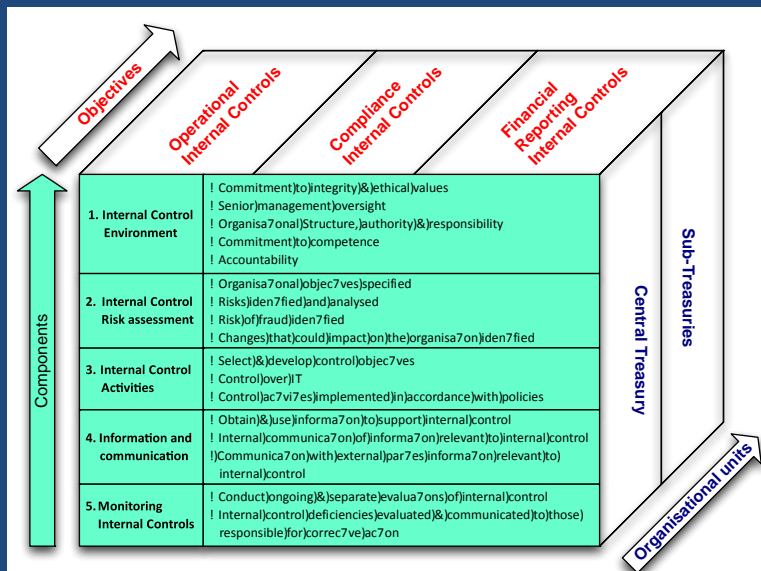 Objectives
Operational
Internal Controls
Compliance
Internal Controls
Financial
Reporting
Internal Controls
Components
1. Internal Control
Environment
! Commitment)to)integrity)&)ethical)values
! Senior)management)oversight
! Organisa7onal)Structure,)authority)&)responsibility
! Commitment)to)competence
! Accountability
2. Internal Control
Risk assessment
! Organisa7onal)objec7ves)specified
! Risks)iden7fied)and)analysed
! Risk)of)fraud)iden7fied
! Changes)that)could)impact)on)the)organisa7on)iden7fied
3. Internal Control
Activities
! Select)&)develop)control)objec7ves
! Control)over)IT
! Control)ac7vi7es)implemented)in)accordance)with)policies
4. Information and
communication
! Obtain)&)use)informa7on)to)support)internal)control
! Internal)communica7on)of)informa7on)relevant)to)internal)control
!)Communica7on)with)external)par7es)informa7on)relevant)to)
internal)control
5. Monitoring
Internal Controls
! Conduct)ongoing)&)separate)evalua7ons)of)internal)control
! Internal)control)deficiencies)evaluated)&)communicated)to)those)
responsible)for)correc7ve)ac7on
Central Treasury
Sub-Treasuries
Organisational units